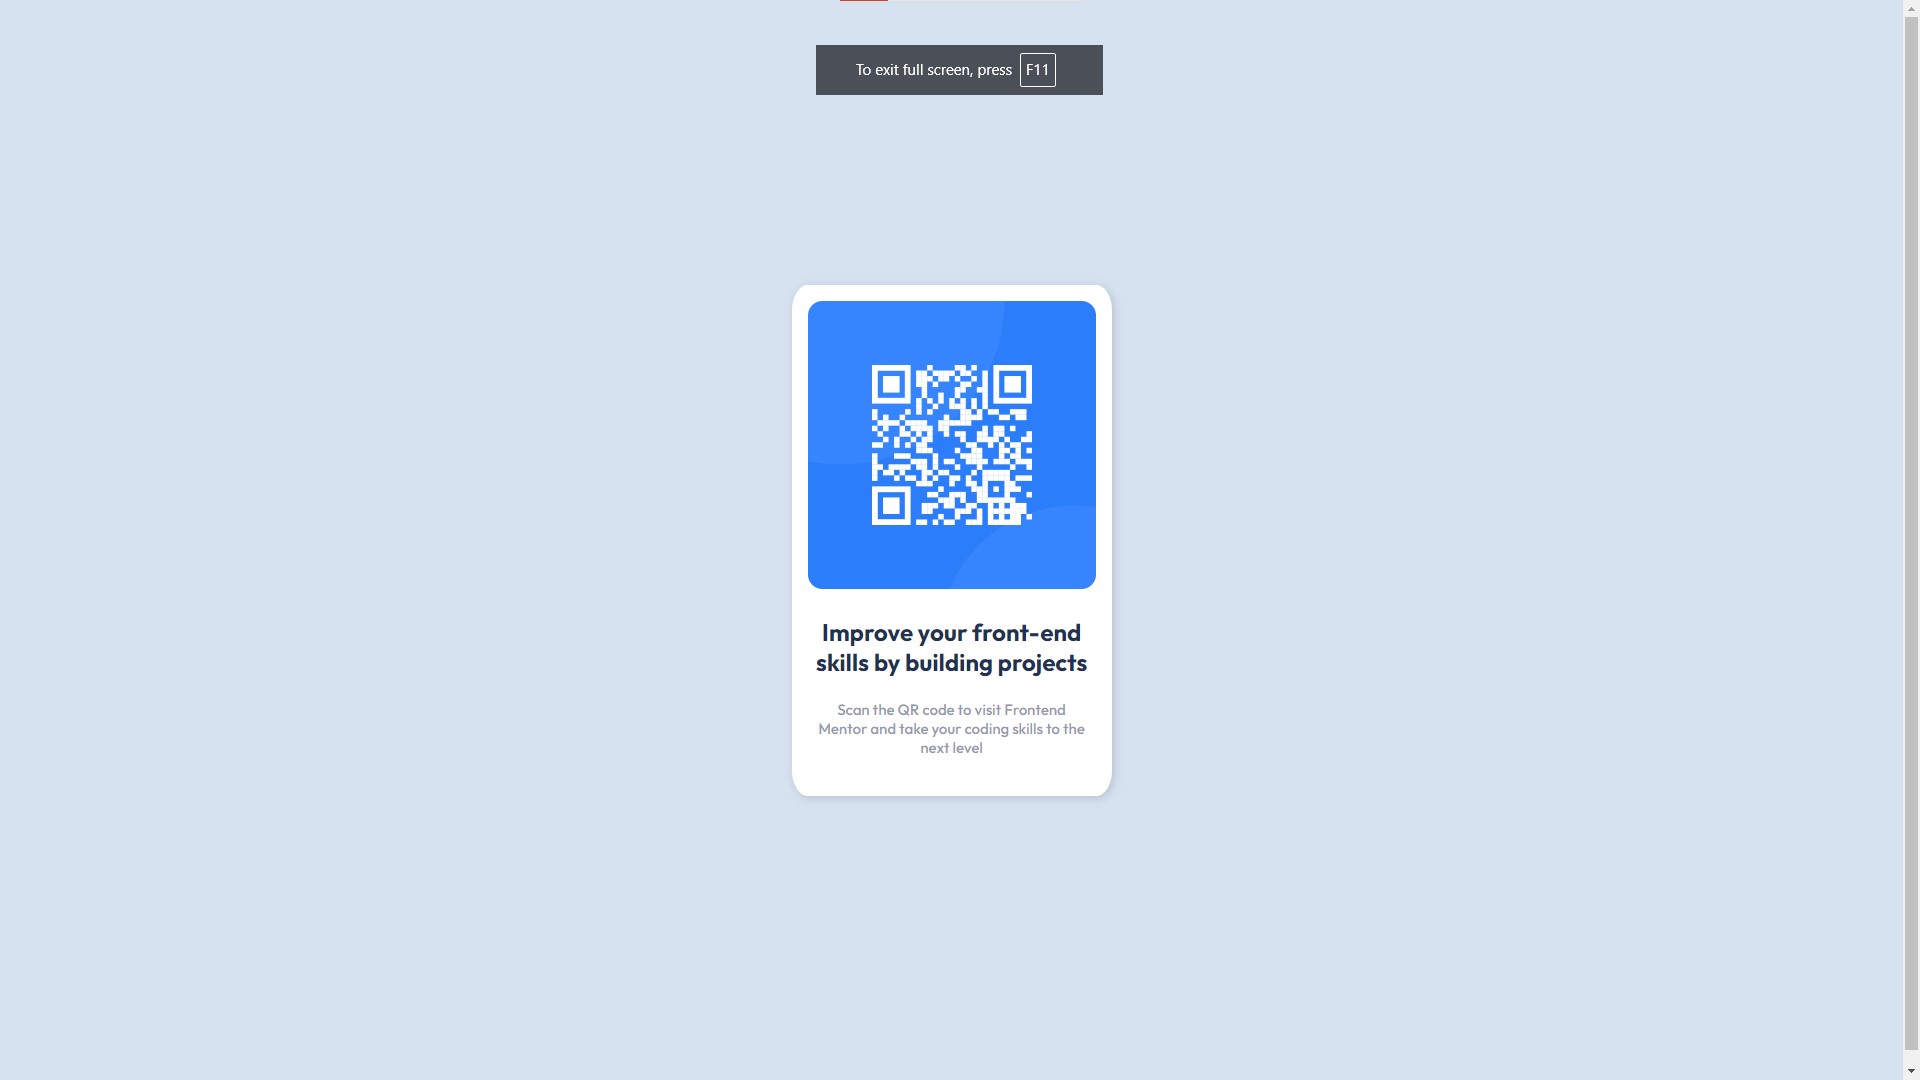 To exit full screen, press F11
Improve your front-end
skills by building projects
Scan the QR code to visit Frontend
Mentor and take your coding skills to the
next level